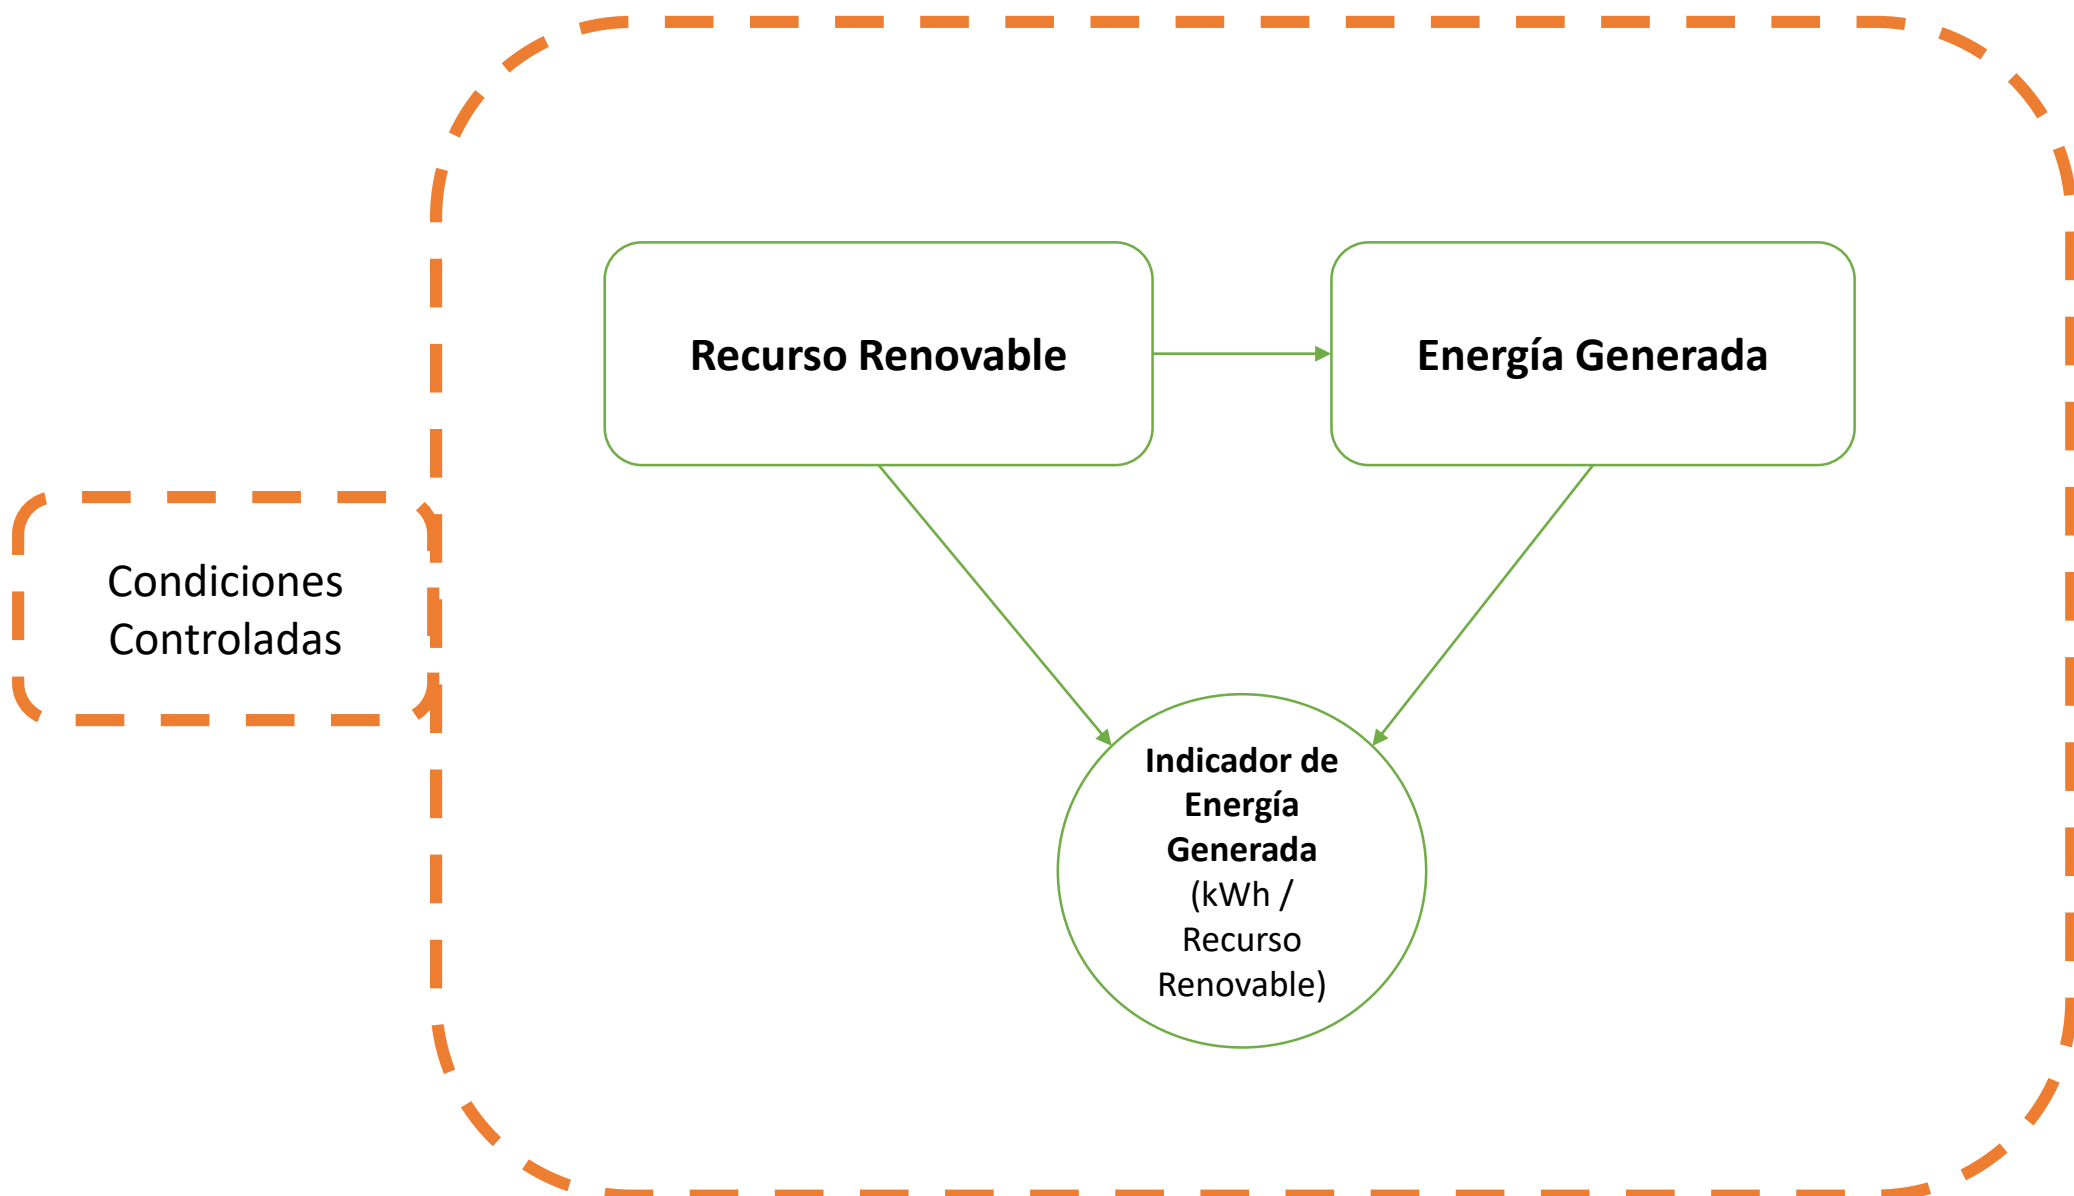 Recurso Renovable
Energía Generada
Condiciones
Controladas
Indicador de
Energía
Generada
(kWh /
Recurso
Renovable)